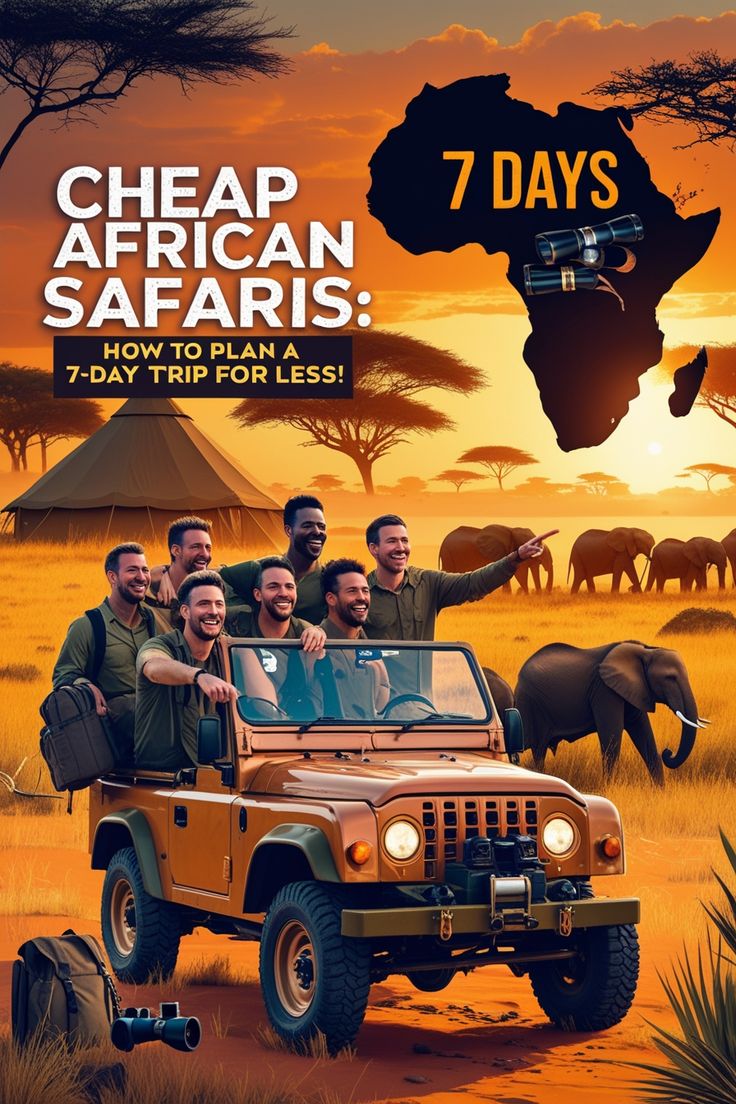 CHEAP
AFRICAN
SAFARIS:
HOW TO PLAN A
7-DAY TRIP FOR LESS!
7 DAYS